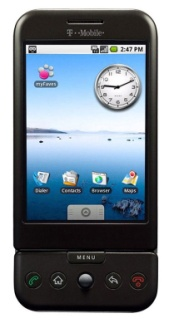 T··Mobile·
2:47 PM
myFaves
Dialer
Contacts
Browser
Maps
MENU